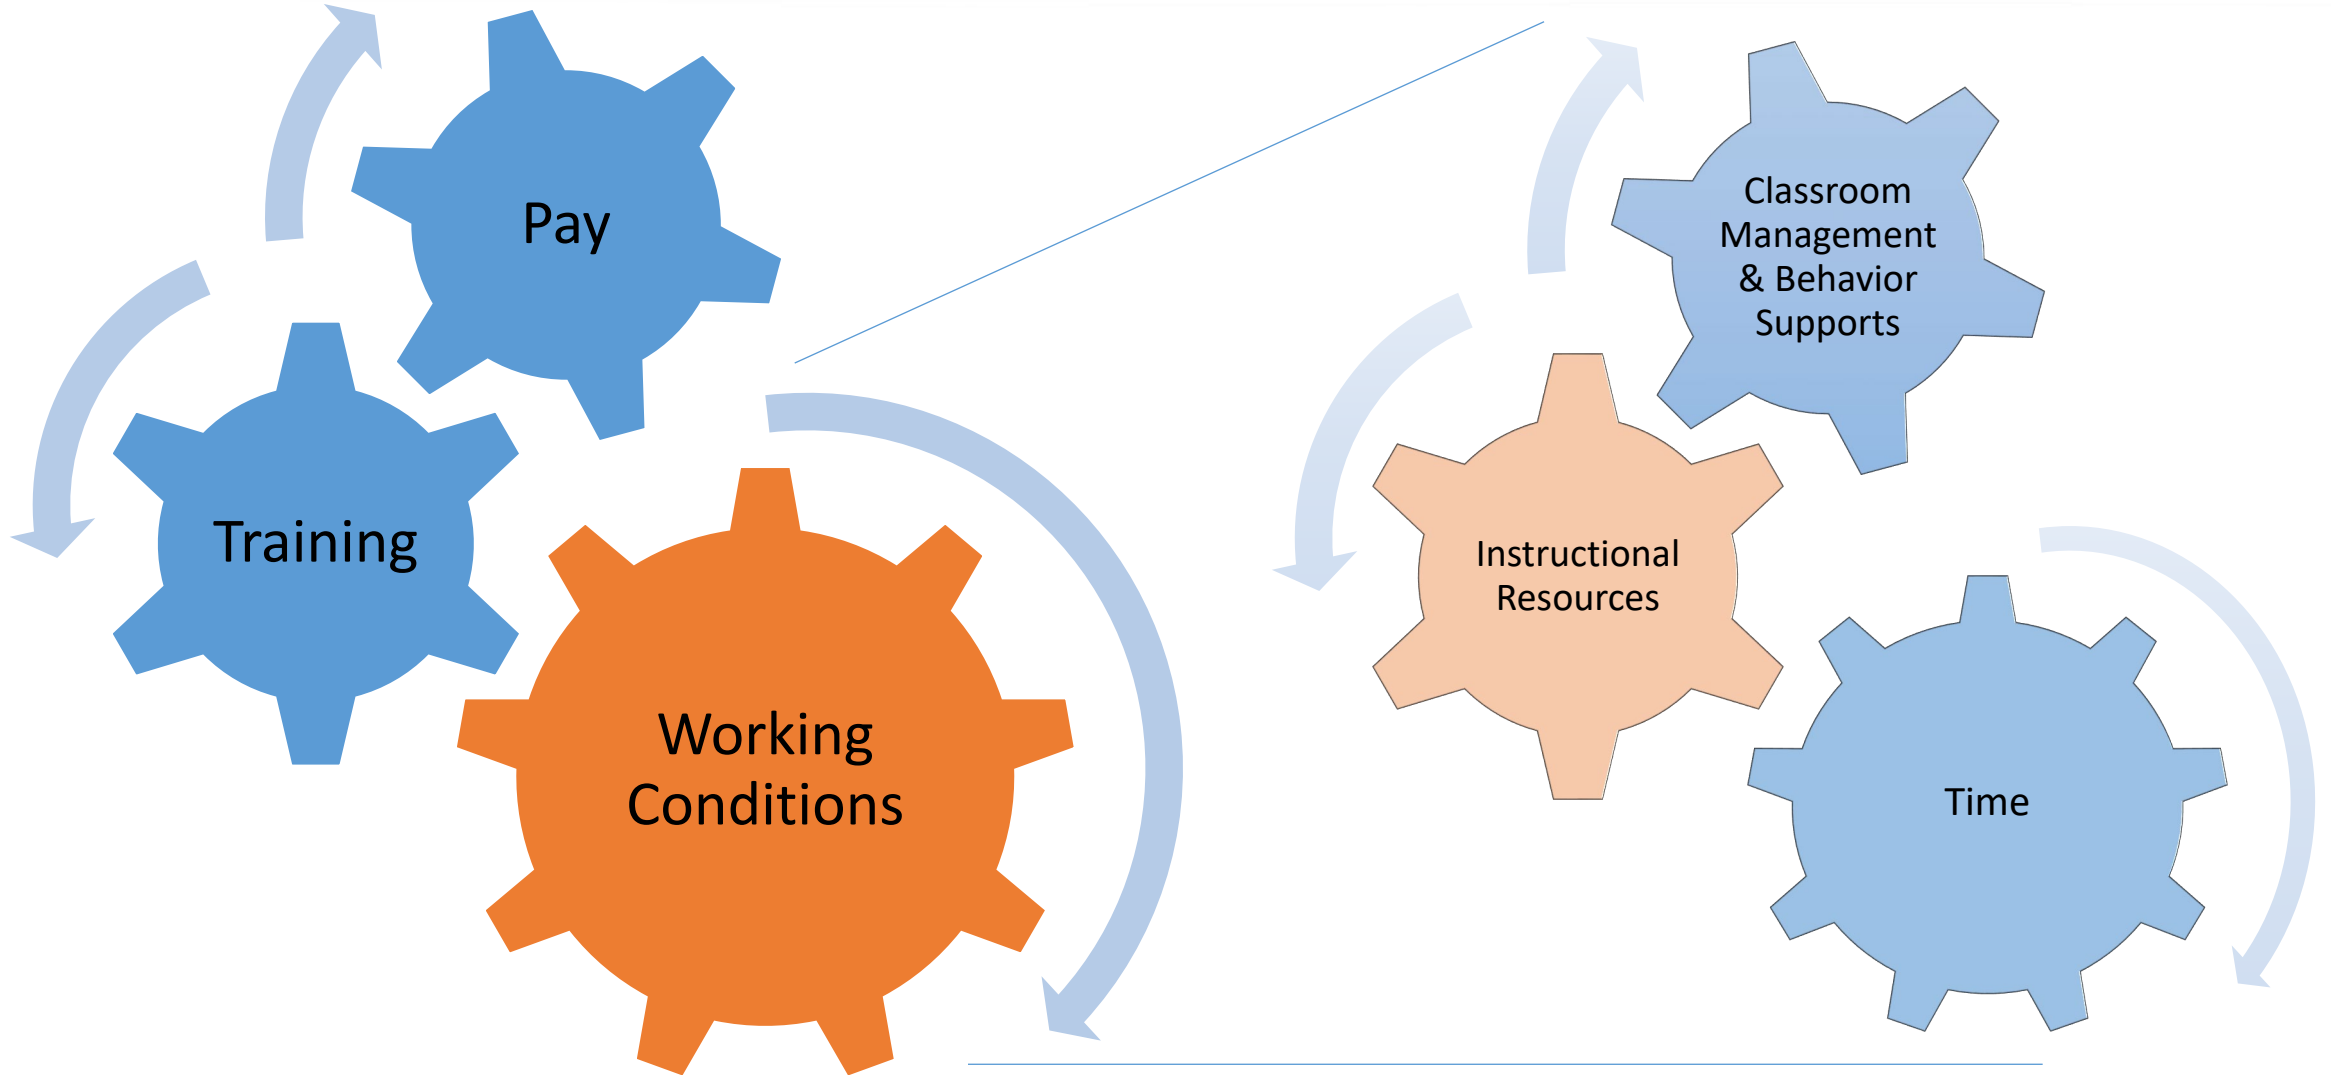 Pay
Training
Working
Conditions
Classroom
Management
& Behavior
Supports
Instructional
Resources
Time